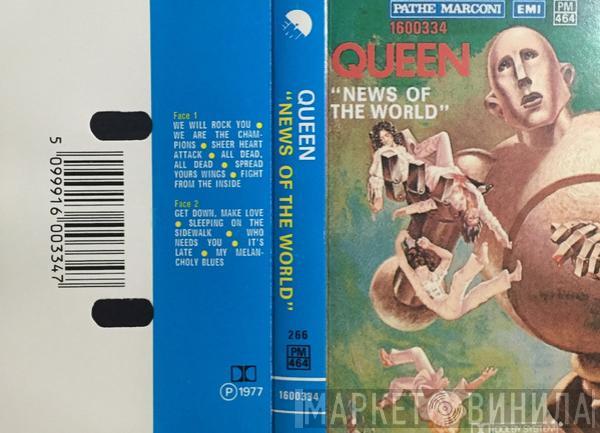 5 099916 003347
Face 1
WE WILL ROCK YOU •
WE ARE THE CHAM-
PIONS • SHEER HEART
ATTACK • ALL DEAD,
ALL DEAD • SPREAD
YOURS WINGS • FIGHT
FROM THE INSIDE
Face 2
GET DOWN, MAKE LOVE
• SLEEPING ON THE
SIDEWALK • WHO
NEEDS YOU • IT'S
LATE • MY MELAN-
CHOLY BLUES
Ⓟ 1977
EMI
QUEEN
"NEWS OF THE WORLD"
266
PM
464
1600334
PATHE MARCONI EMI PM
464
1600334
QUEEN
"NEWS OF
THE WORLD"
МАРКЕТ ВИНИЛА
DOLBY SYSTEM